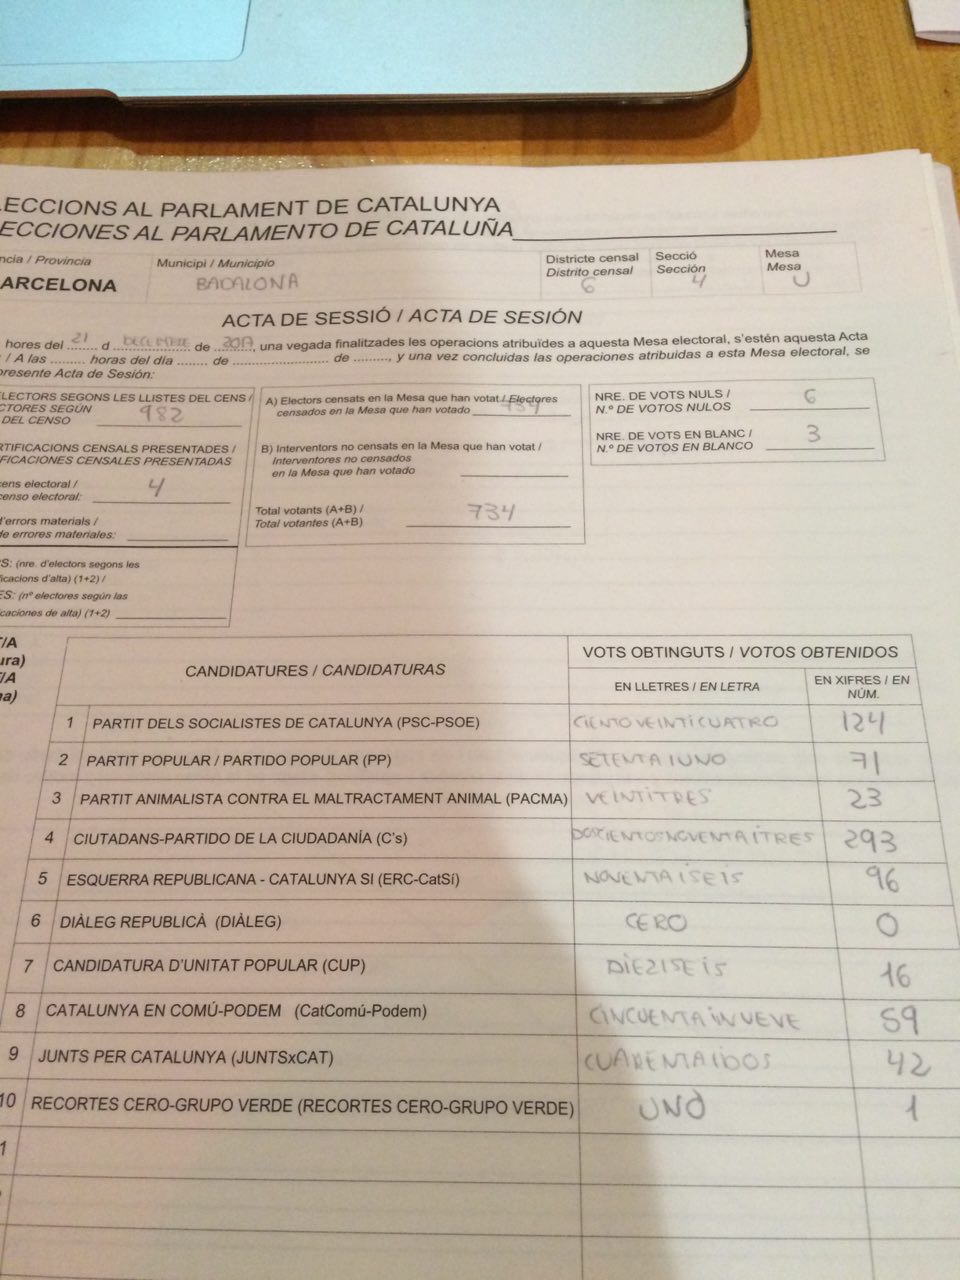 LECCIONS AL PARLAMENT DE CATALUNYA
ECCIONES AL PARLAMENTO DE CATALUÑA
ncia / Provincia
ARCELONA
Municipi / Municipio
BADALONA
Districte censal
Distrito censal
6
Secció
Sección
4
Mesa
Mesa
U
ACTA DE SESSIÓ / ACTA DE SESIÓN
hores del 21 d DECEMBRE de 2017, una vegada finalitzades les operacions atribuïdes a aquesta Mesa electoral, s'estén aquesta Acta
/ A las ......... horas del día ........ de ........................ de ........., y una vez concluidas las operaciones atribuidas a esta Mesa electoral, se
presente Acta de Sesión:
ELECTORS SEGONS LES LLISTES DEL CENS /
CTORES SEGÚN
DEL CENSO 982
RTIFICACIONS CENSALS PRESENTADES /
FICACIONES CENSALES PRESENTADAS
cens electoral /
censo electoral: 4
d'errors materials /
de errores materiales:
S: (nre. d'electors segons les
ficacions d'alta) (1+2) /
ES: (nº electores según las
icaciones de alta) (1+2)
A) Electors censats en la Mesa que han votat / Electores
censados en la Mesa que han votado 734
B) Interventors no censats en la Mesa que han votat /
Interventores no censados
en la Mesa que han votado
Total votants (A+B) /
Total votantes (A+B) 734
NRE. DE VOTS NULS /
N.º DE VOTOS NULOS 6
NRE. DE VOTS EN BLANC /
N.º DE VOTOS EN BLANCO 3
T/A
ura)
T/A
na)
CANDIDATURES / CANDIDATURAS
VOTS OBTINGUTS / VOTOS OBTENIDOS
EN LLETRES / EN LETRA
EN XIFRES / EN
NÚM.
1 PARTIT DELS SOCIALISTES DE CATALUNYA (PSC-PSOE) CIENTO VEINTICUATRO 124
2 PARTIT POPULAR / PARTIDO POPULAR (PP) SETENTA I UNO 71
3 PARTIT ANIMALISTA CONTRA EL MALTRACTAMENT ANIMAL (PACMA) VEINTITRES 23
4 CIUTADANS-PARTIDO DE LA CIUDADANÍA (C's) DOSCIENTOS NOVENTA I TRES 293
5 ESQUERRA REPUBLICANA - CATALUNYA SI (ERC-CatSí) NOVENTA I SEIS 96
6 DIÀLEG REPUBLICÀ (DIÀLEG) CERO 0
7 CANDIDATURA D'UNITAT POPULAR (CUP) DIEZISEIS 16
8 CATALUNYA EN COMÚ-PODEM (CatComú-Podem) CINCUENTA I NUEVE 59
9 JUNTS PER CATALUNYA (JUNTSxCAT) CUARENTA I DOS 42
10 RECORTES CERO-GRUPO VERDE (RECORTES CERO-GRUPO VERDE) UNO 1
1